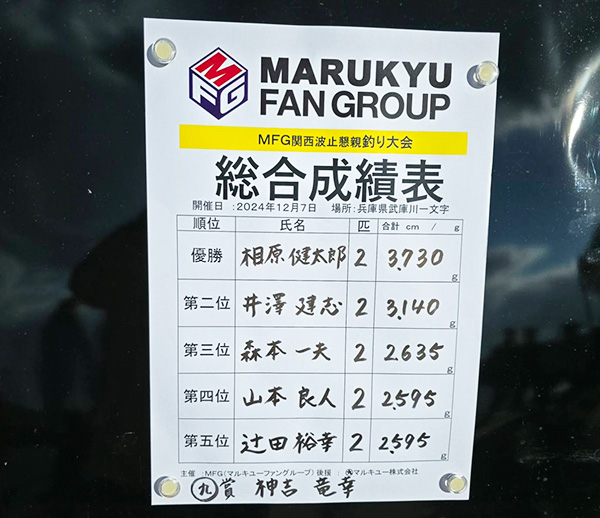 MFG
MARUKYU
FAN GROUP
MFG関西波止懇親釣り大会
総合成績表
開催日 :2024年12月7日 場所:兵庫県武庫川一文字
順位 氏名 匹 合計 cm / g
優勝 相原 健太郎 2 3,730 g
第二位 井澤 建志 2 3,140 g
第三位 森本 一夫 2 2,635 g
第四位 山本 良人 2 2,595 g
第五位 辻田 裕幸 2 2,595 g
主催 :MFG(マルキユーファングループ) 後援 : マルキユー株式会社
九賞 神吉 竜幸